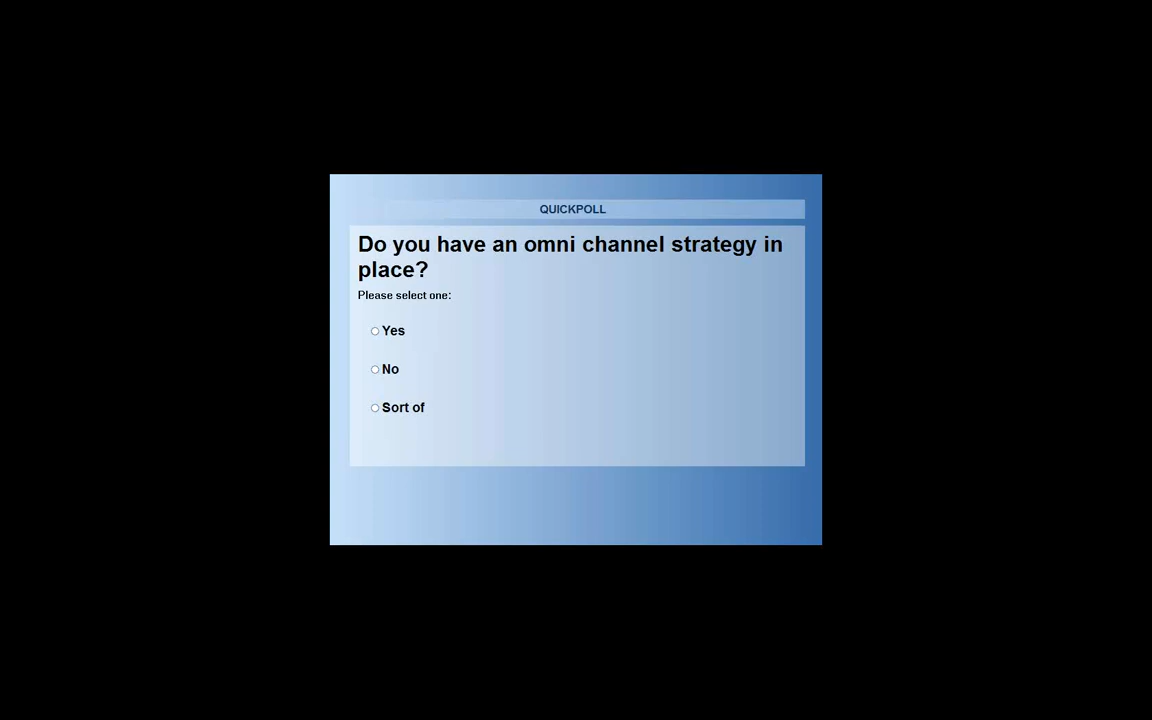 QUICKPOLL
Do you have an omni channel strategy in
place?
Please select one:
Yes
No
Sort of